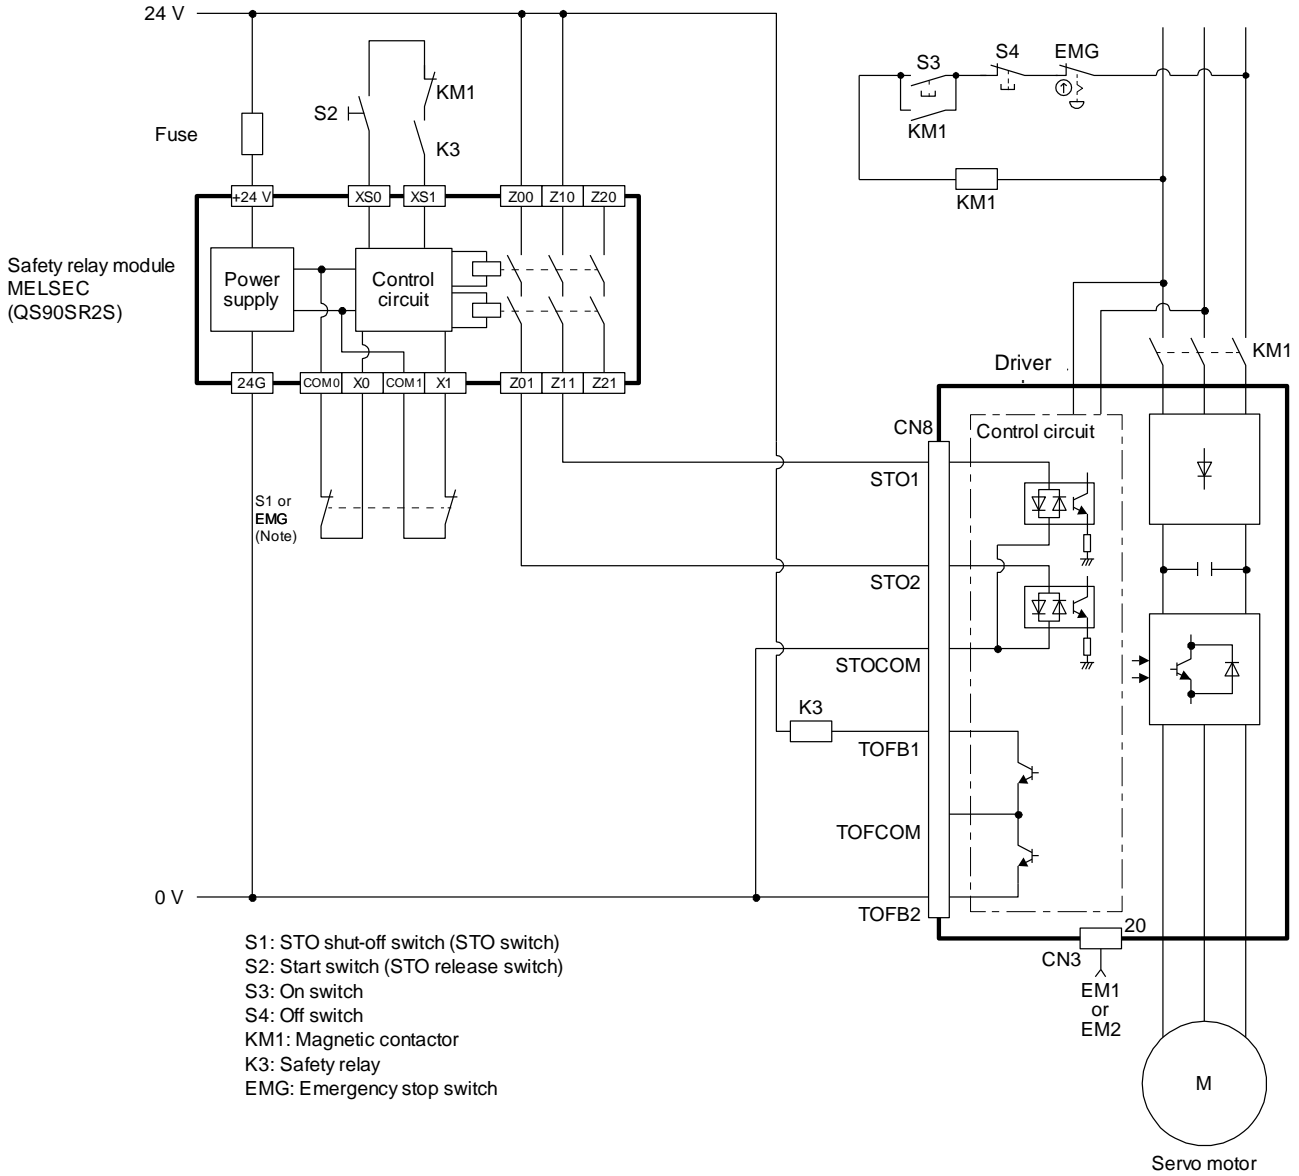 24 V
S3
S4
EMG
KM1
S2
Fuse
K3
KM1
KM1
+24 V
XS0
XS1
Z00
Z10
Z20
Safety relay module
MELSEC
(QS90SR2S)
Power
supply
Control
circuit
24G
COM0
X0
COM1
X1
Z01
Z11
Z21
KM1
Driver
CN8
Control circuit
STO1
S1 or
EMG
(Note)
STO2
STOCOM
K3
TOFB1
TOFCOM
0 V
TOFB2
20
CN3
EM1
or
EM2
S1: STO shut-off switch (STO switch)
S2: Start switch (STO release switch)
S3: On switch
S4: Off switch
KM1: Magnetic contactor
K3: Safety relay
EMG: Emergency stop switch
M
Servo motor